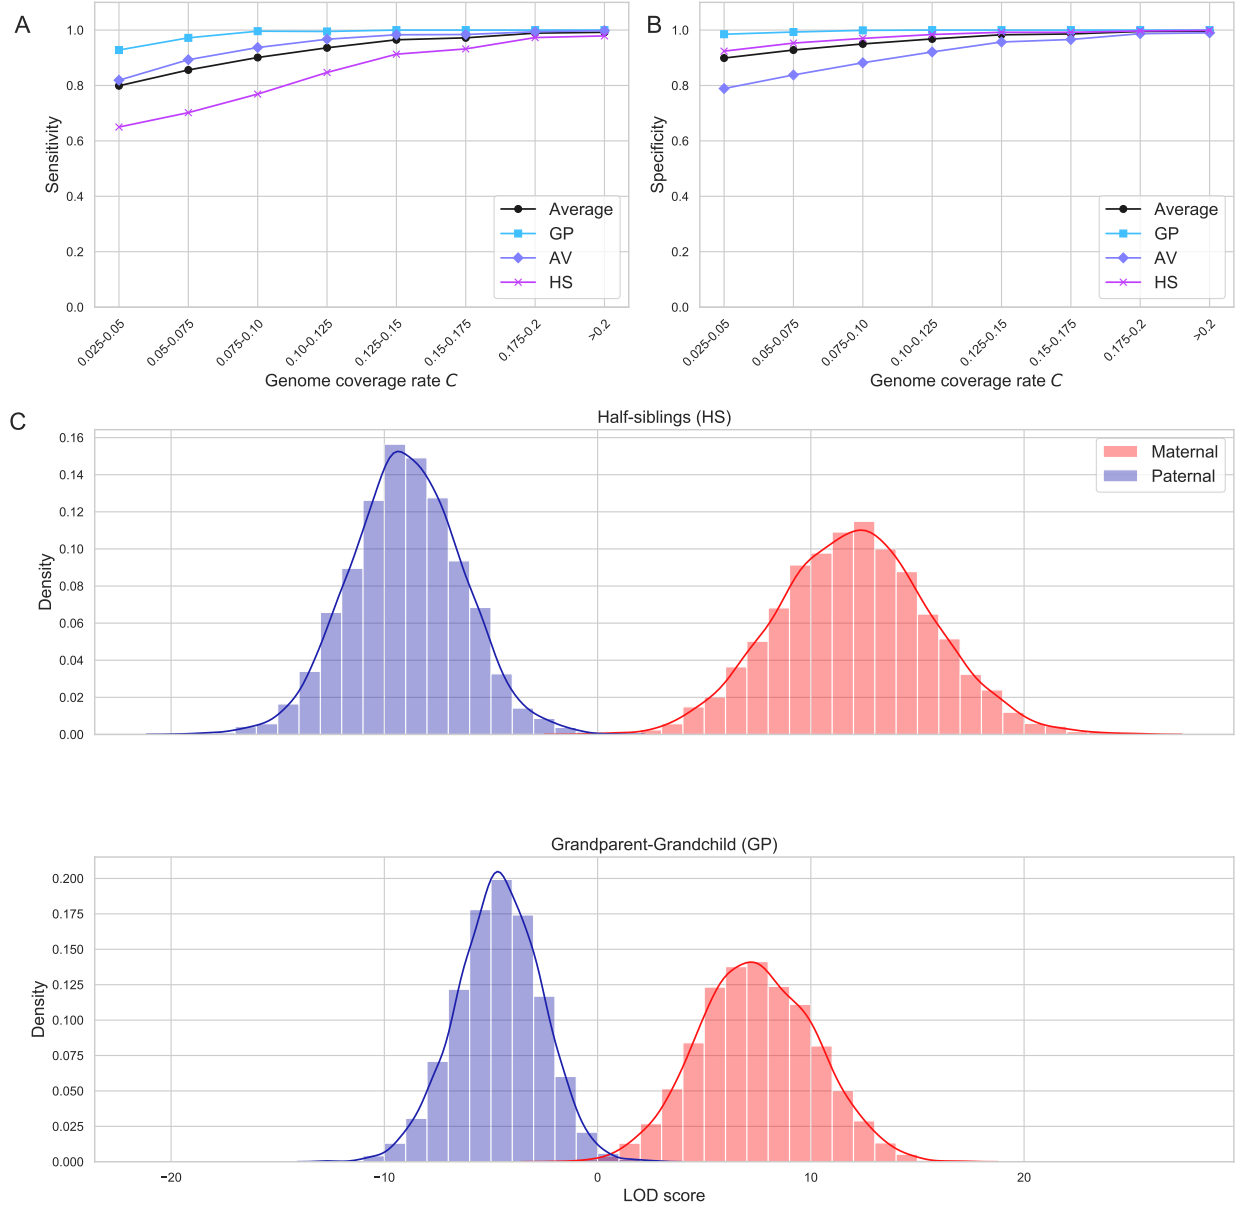 A
1.0
0.8
0.6
0.4
0.2
0.0
Sensitivity
Average
GP
AV
HS
0.025-0.05
0.05-0.075
0.075-0.10
0.10-0.125
0.125-0.15
0.15-0.175
0.175-0.2
>0.2
Genome coverage rate C
B
1.0
0.8
0.6
0.4
0.2
0.0
Specificity
Average
GP
AV
HS
0.025-0.05
0.05-0.075
0.075-0.10
0.10-0.125
0.125-0.15
0.15-0.175
0.175-0.2
>0.2
Genome coverage rate C
C
Half-siblings (HS)
0.16
0.14
0.12
0.10
0.08
0.06
0.04
0.02
0.00
Density
Maternal
Paternal
Grandparent-Grandchild (GP)
0.200
0.175
0.150
0.125
0.100
0.075
0.050
0.025
0.000
Density
−20
−10
0
10
20
LOD score